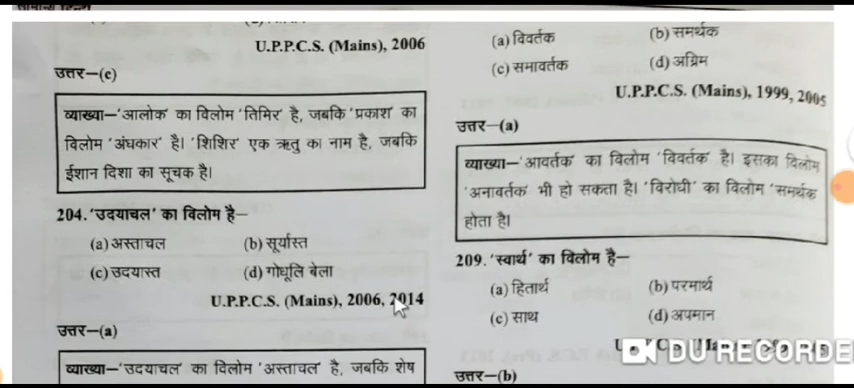 सामान्य हिन्दी
U.P.P.C.S. (Mains), 2006
उत्तर–(c)
व्याख्या–'आलोक' का विलोम 'तिमिर' है, जबकि 'प्रकाश' का
विलोम 'अंधकार' है। 'शिशिर' एक ऋतु का नाम है, जबकि
ईशान दिशा का सूचक है।
204. 'उदयाचल' का विलोम है–
(a) अस्ताचल (b) सूर्यास्त
(c) उदयास्त (d) गोधूलि बेला
U.P.P.C.S. (Mains), 2006, 2014
उत्तर–(a)
व्याख्या–'उदयाचल' का विलोम 'अस्ताचल' है, जबकि शेष
(a) विवर्तक (b) समर्थक
(c) समावर्तक (d) अग्रिम
U.P.P.C.S. (Mains), 1999, 2005
उत्तर–(a)
व्याख्या–'आवर्तक' का विलोम 'विवर्तक' है। इसका विलोम
'अनावर्तक' भी हो सकता है। 'विरोधी' का विलोम 'समर्थक'
होता है।
209. 'स्वार्थ' का विलोम है–
(a) हितार्थ (b) परमार्थ
(c) साथ (d) अपमान
DU RECORDE
उत्तर–(b)